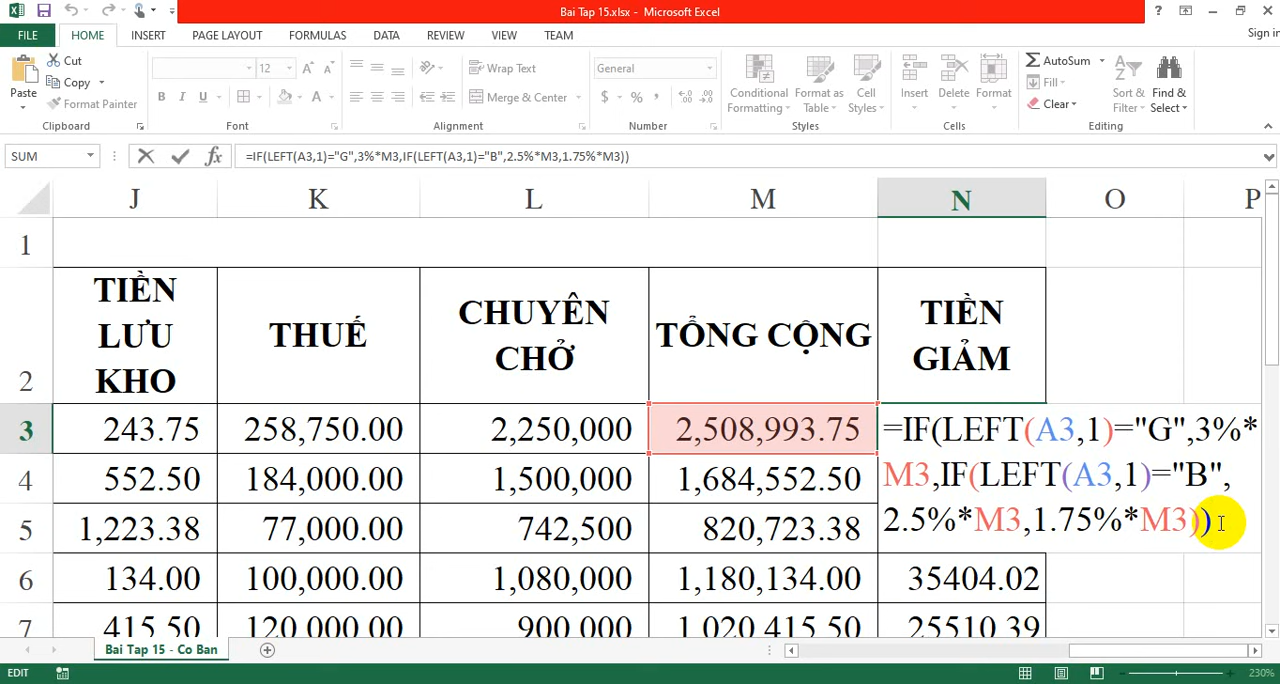 Bai Tap 15.xlsx - Microsoft Excel
?
FILE HOME INSERT PAGE LAYOUT FORMULAS DATA REVIEW VIEW TEAM Sign in
Paste Cut Copy Format Painter
Clipboard
12 A A
B I U A
Font
Wrap Text
Merge & Center
Alignment
General
$ % ,
Number
Conditional Formatting Format as Table Cell Styles
Styles
Insert Delete Format
Cells
AutoSum Fill Clear Sort & Filter Find & Select
Editing
SUM fx =IF(LEFT(A3,1)="G",3%*M3,IF(LEFT(A3,1)="B",2.5%*M3,1.75%*M3))
J K L M N O P
1
2 TIỀN LƯU KHO THUẾ CHUYÊN CHỞ TỔNG CỘNG TIỀN GIẢM
3 243.75 258,750.00 2,250,000 2,508,993.75 =IF(LEFT(A3,1)="G",3%*
4 552.50 184,000.00 1,500,000 1,684,552.50 M3,IF(LEFT(A3,1)="B",
5 1,223.38 77,000.00 742,500 820,723.38 2.5%*M3,1.75%*M3))
6 134.00 100,000.00 1,080,000 1,180,134.00 35404.02
7 415.50 120,000.00 900,000 1,020,415.50 25510.39
Bai Tap 15 - Co Ban
EDIT 230%